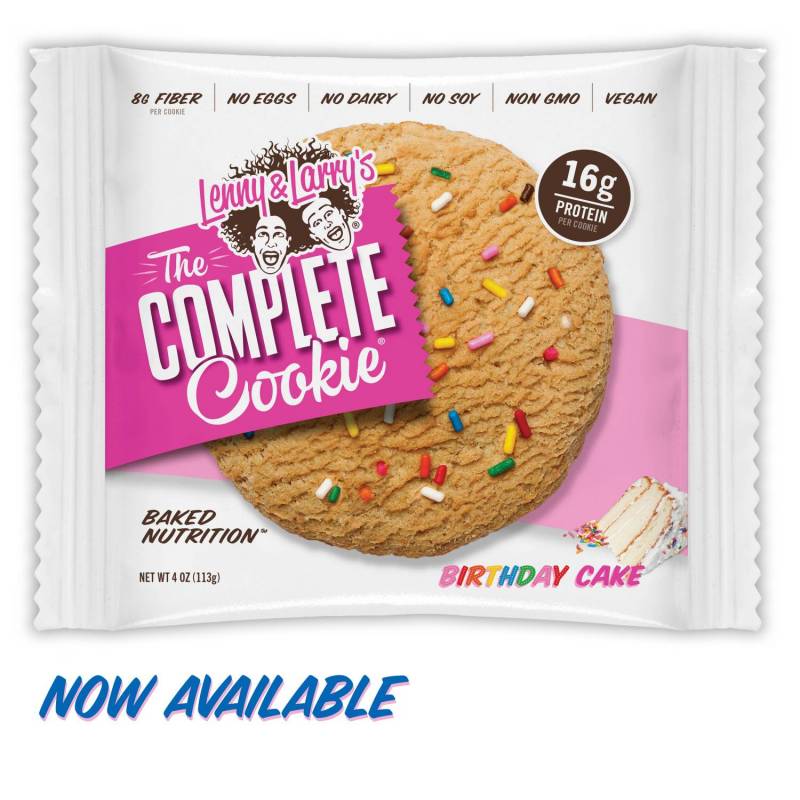 8G FIBER
PER COOKIE
NO EGGS
NO DAIRY
NO SOY
NON GMO
VEGAN
Lenny & Larry's®
The
COMPLETE
Cookie®
16g
PROTEIN
PER COOKIE
BAKED
NUTRITION™
NET WT 4 OZ (113g)
BIRTHDAY CAKE
NOW AVAILABLE